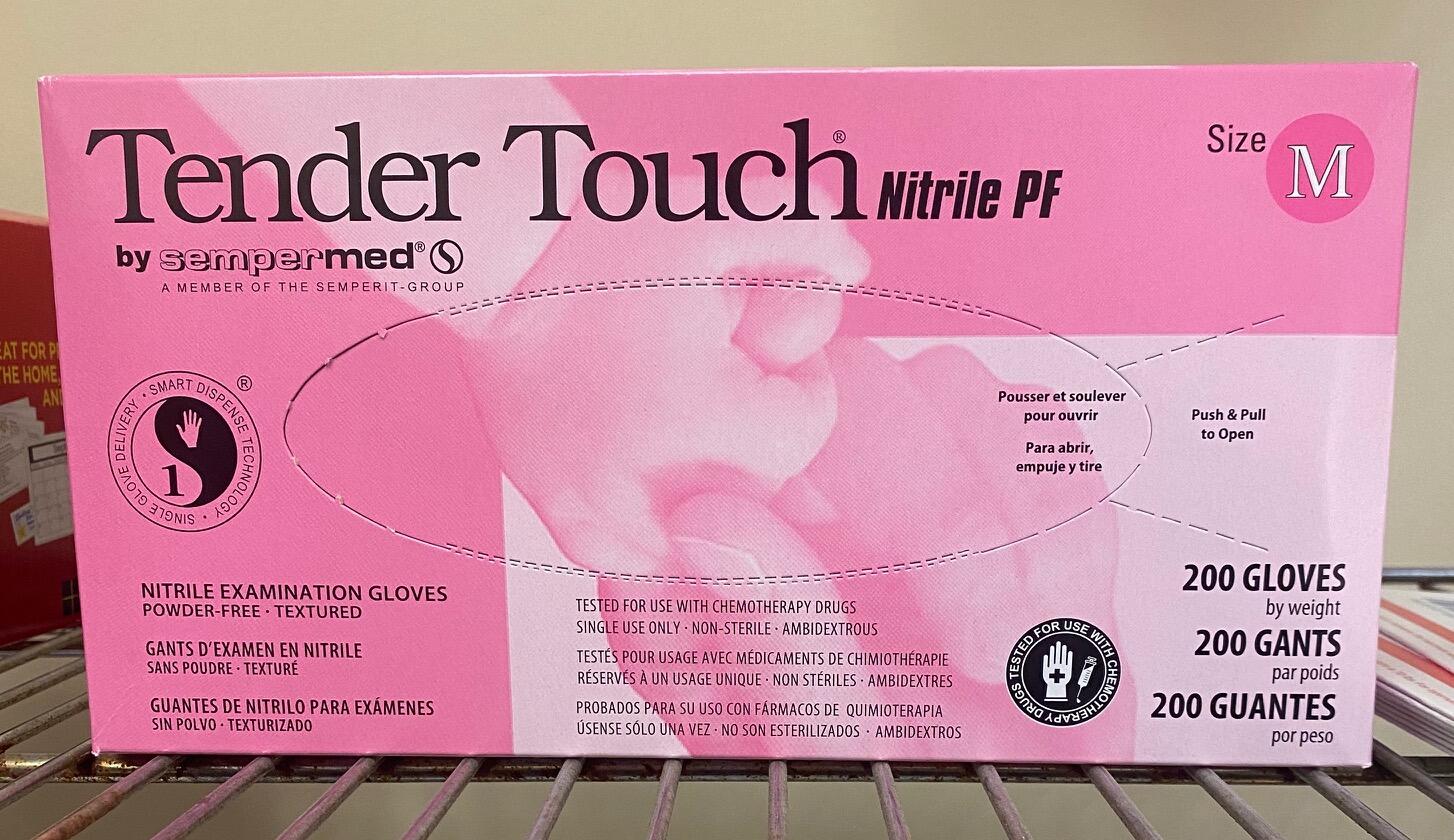 Tender Touch® Nitrile PF
by sempermed®
A MEMBER OF THE SEMPERIT-GROUP
Size M
SMART DISPENSE TECHNOLOGY · SINGLE GLOVE DELIVERY ·
®
1
Pousser et soulever
pour ouvrir
Para abrir,
empuje y tire
Push & Pull
to Open
NITRILE EXAMINATION GLOVES
POWDER-FREE · TEXTURED
GANTS D'EXAMEN EN NITRILE
SANS POUDRE · TEXTURÉ
GUANTES DE NITRILO PARA EXÁMENES
SIN POLVO · TEXTURIZADO
TESTED FOR USE WITH CHEMOTHERAPY DRUGS
SINGLE USE ONLY · NON-STERILE · AMBIDEXTROUS
TESTÉS POUR USAGE AVEC MÉDICAMENTS DE CHIMIOTHÉRAPIE
RÉSERVÉS À UN USAGE UNIQUE · NON STÉRILES · AMBIDEXTRES
PROBADOS PARA SU USO CON FÁRMACOS DE QUIMIOTERAPIA
ÚSENSE SÓLO UNA VEZ · NO SON ESTERILIZADOS · AMBIDEXTROS
TESTED FOR USE WITH CHEMOTHERAPY DRUGS
200 GLOVES
by weight
200 GANTS
par poids
200 GUANTES
por peso
EAT FOR
THE HOME,